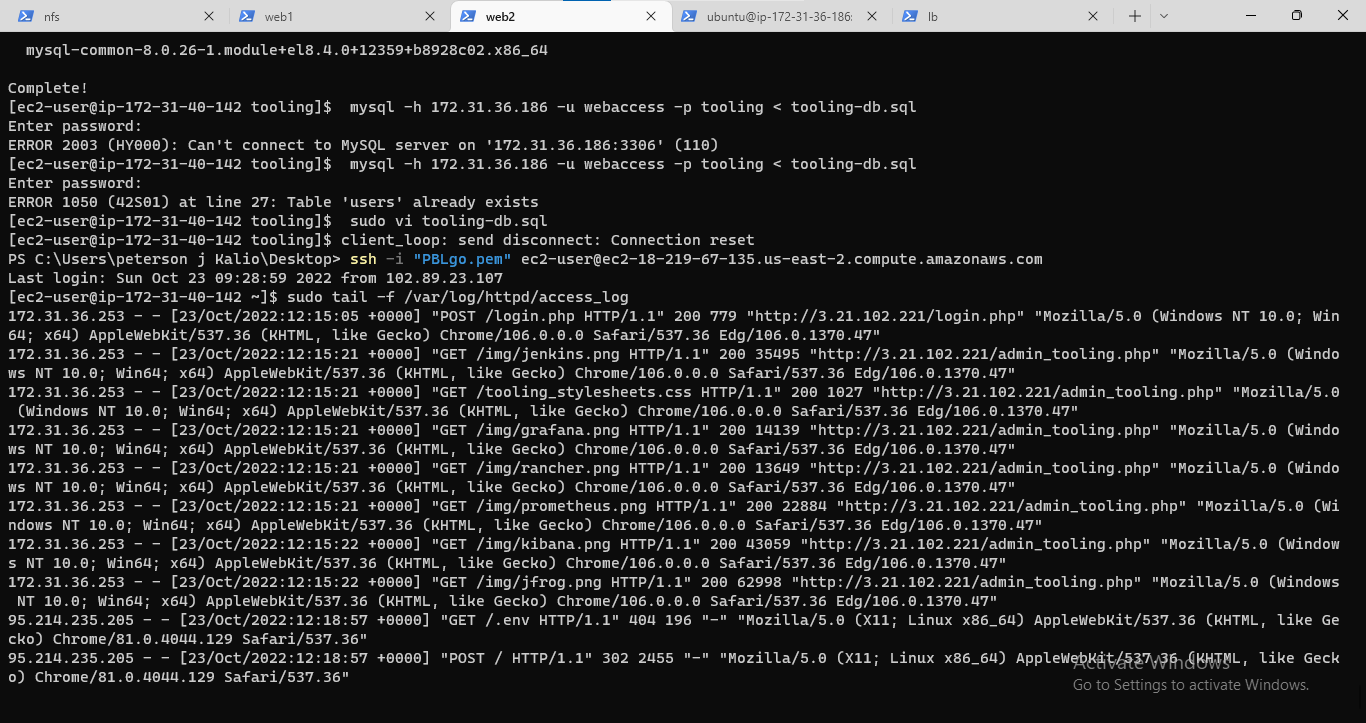 nfs
web1
web2
ubuntu@ip-172-31-36-186:
lb
mysql-common-8.0.26-1.module+el8.4.0+12359+b8928c02.x86_64
Complete!
[ec2-user@ip-172-31-40-142 tooling]$  mysql -h 172.31.36.186 -u webaccess -p tooling < tooling-db.sql
Enter password:
ERROR 2003 (HY000): Can't connect to MySQL server on '172.31.36.186:3306' (110)
[ec2-user@ip-172-31-40-142 tooling]$  mysql -h 172.31.36.186 -u webaccess -p tooling < tooling-db.sql
Enter password:
ERROR 1050 (42S01) at line 27: Table 'users' already exists
[ec2-user@ip-172-31-40-142 tooling]$  sudo vi tooling-db.sql
[ec2-user@ip-172-31-40-142 tooling]$ client_loop: send disconnect: Connection reset
PS C:\Users\peterson j Kalio\Desktop> ssh -i "PBLgo.pem" ec2-user@ec2-18-219-67-135.us-east-2.compute.amazonaws.com
Last login: Sun Oct 23 09:28:59 2022 from 102.89.23.107
[ec2-user@ip-172-31-40-142 ~]$ sudo tail -f /var/log/httpd/access_log
172.31.36.253 - - [23/Oct/2022:12:15:05 +0000] "POST /login.php HTTP/1.1" 200 779 "http://3.21.102.221/login.php" "Mozilla/5.0 (Windows NT 10.0; Win
64; x64) AppleWebKit/537.36 (KHTML, like Gecko) Chrome/106.0.0.0 Safari/537.36 Edg/106.0.1370.47"
172.31.36.253 - - [23/Oct/2022:12:15:21 +0000] "GET /img/jenkins.png HTTP/1.1" 200 35495 "http://3.21.102.221/admin_tooling.php" "Mozilla/5.0 (Windo
ws NT 10.0; Win64; x64) AppleWebKit/537.36 (KHTML, like Gecko) Chrome/106.0.0.0 Safari/537.36 Edg/106.0.1370.47"
172.31.36.253 - - [23/Oct/2022:12:15:21 +0000] "GET /tooling_stylesheets.css HTTP/1.1" 200 1027 "http://3.21.102.221/admin_tooling.php" "Mozilla/5.0
(Windows NT 10.0; Win64; x64) AppleWebKit/537.36 (KHTML, like Gecko) Chrome/106.0.0.0 Safari/537.36 Edg/106.0.1370.47"
172.31.36.253 - - [23/Oct/2022:12:15:21 +0000] "GET /img/grafana.png HTTP/1.1" 200 14139 "http://3.21.102.221/admin_tooling.php" "Mozilla/5.0 (Windo
ws NT 10.0; Win64; x64) AppleWebKit/537.36 (KHTML, like Gecko) Chrome/106.0.0.0 Safari/537.36 Edg/106.0.1370.47"
172.31.36.253 - - [23/Oct/2022:12:15:21 +0000] "GET /img/rancher.png HTTP/1.1" 200 13649 "http://3.21.102.221/admin_tooling.php" "Mozilla/5.0 (Windo
ws NT 10.0; Win64; x64) AppleWebKit/537.36 (KHTML, like Gecko) Chrome/106.0.0.0 Safari/537.36 Edg/106.0.1370.47"
172.31.36.253 - - [23/Oct/2022:12:15:21 +0000] "GET /img/prometheus.png HTTP/1.1" 200 22884 "http://3.21.102.221/admin_tooling.php" "Mozilla/5.0 (Wi
ndows NT 10.0; Win64; x64) AppleWebKit/537.36 (KHTML, like Gecko) Chrome/106.0.0.0 Safari/537.36 Edg/106.0.1370.47"
172.31.36.253 - - [23/Oct/2022:12:15:22 +0000] "GET /img/kibana.png HTTP/1.1" 200 43059 "http://3.21.102.221/admin_tooling.php" "Mozilla/5.0 (Window
s NT 10.0; Win64; x64) AppleWebKit/537.36 (KHTML, like Gecko) Chrome/106.0.0.0 Safari/537.36 Edg/106.0.1370.47"
172.31.36.253 - - [23/Oct/2022:12:15:22 +0000] "GET /img/jfrog.png HTTP/1.1" 200 62998 "http://3.21.102.221/admin_tooling.php" "Mozilla/5.0 (Windows
NT 10.0; Win64; x64) AppleWebKit/537.36 (KHTML, like Gecko) Chrome/106.0.0.0 Safari/537.36 Edg/106.0.1370.47"
95.214.235.205 - - [23/Oct/2022:12:18:57 +0000] "GET /.env HTTP/1.1" 404 196 "-" "Mozilla/5.0 (X11; Linux x86_64) AppleWebKit/537.36 (KHTML, like Ge
cko) Chrome/81.0.4044.129 Safari/537.36"
95.214.235.205 - - [23/Oct/2022:12:18:57 +0000] "POST / HTTP/1.1" 302 2455 "-" "Mozilla/5.0 (X11; Linux x86_64) AppleWebKit/537.36 (KHTML, like Geck
o) Chrome/81.0.4044.129 Safari/537.36"
Activate Windows
Go to Settings to activate Windows.